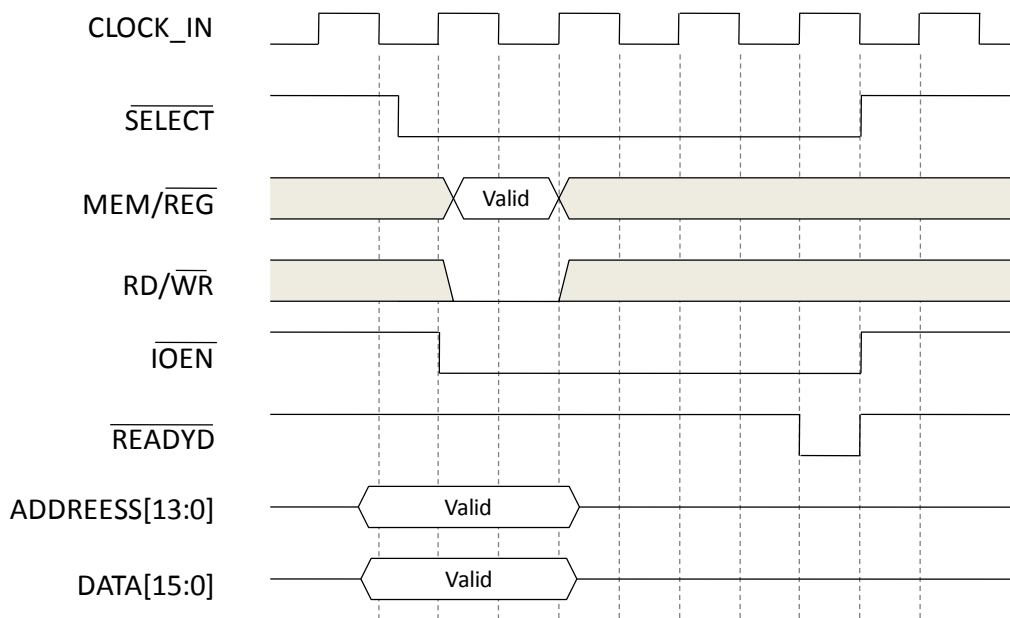 CLOCK_IN
SELECT
MEM/REG Valid
RD/WR
IOEN
READYD
ADDREESS[13:0] Valid
DATA[15:0] Valid